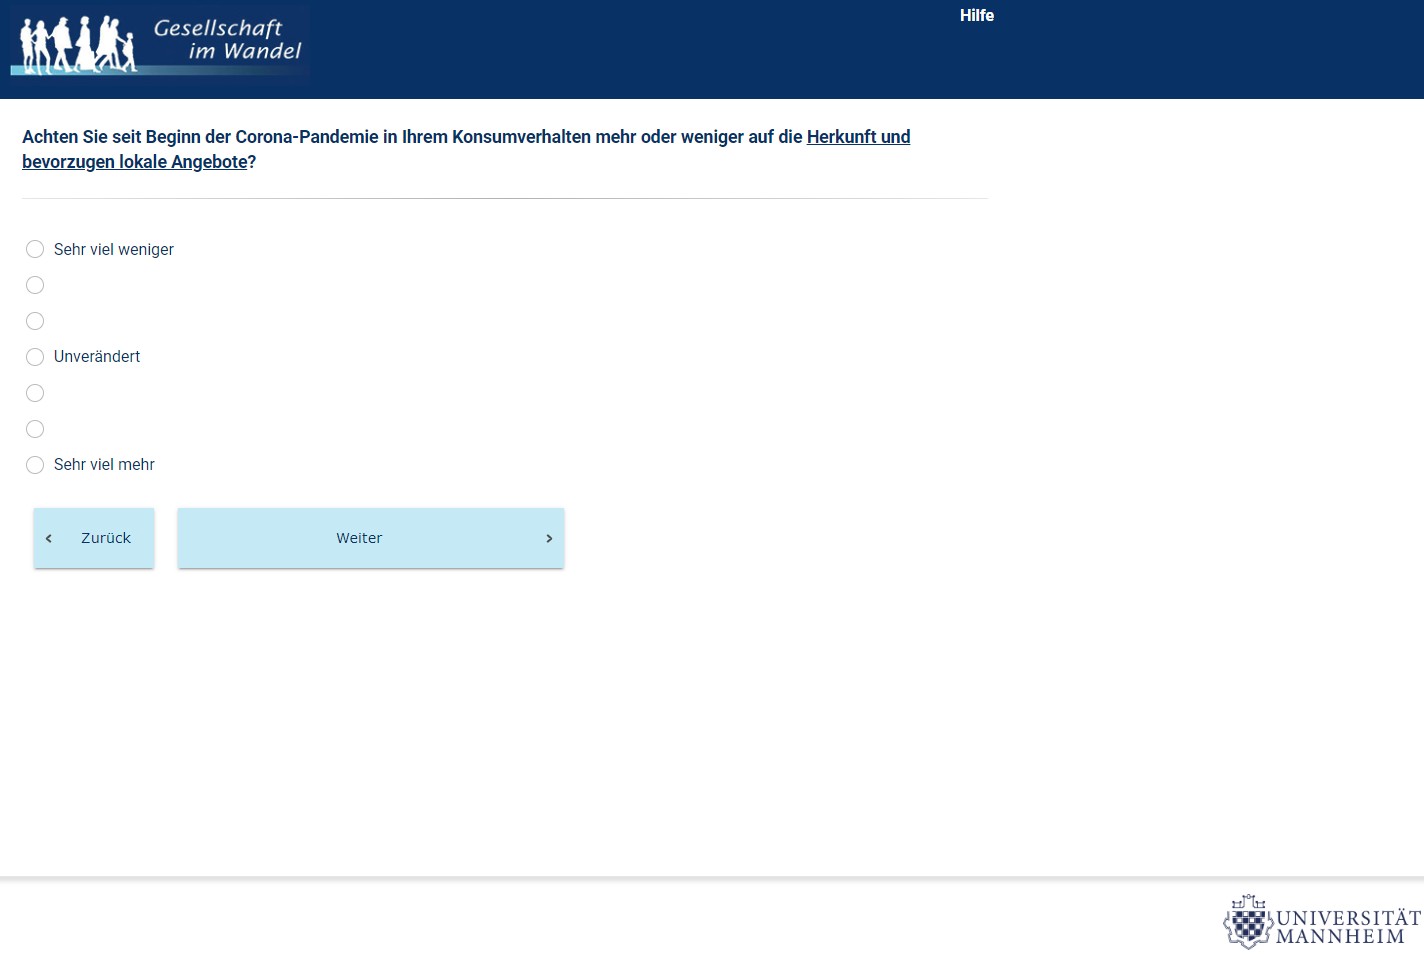 Gesellschaft
im Wandel
Hilfe
Achten Sie seit Beginn der Corona-Pandemie in Ihrem Konsumverhalten mehr oder weniger auf die Herkunft und
bevorzugen lokale Angebote?
Sehr viel weniger
Unverändert
Sehr viel mehr
Zurück
Weiter
UNIVERSITÄT
MANNHEIM